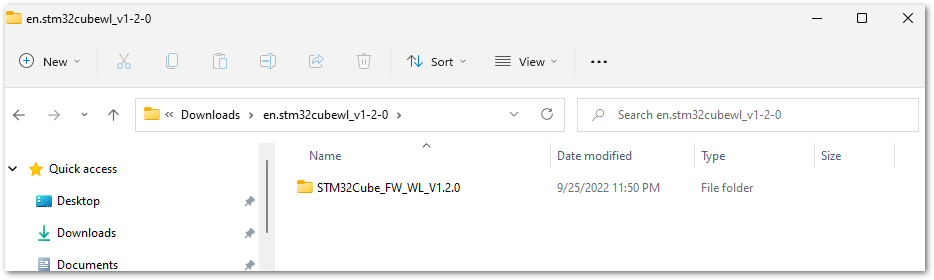 en.stm32cubewl_v1-2-0
New Sort View
Downloads en.stm32cubewl_v1-2-0 Search en.stm32cubewl_v1-2-0
Name Date modified Type Size
Quick access
STM32Cube_FW_WL_V1.2.0 9/25/2022 11:50 PM File folder
Desktop
Downloads
Documents